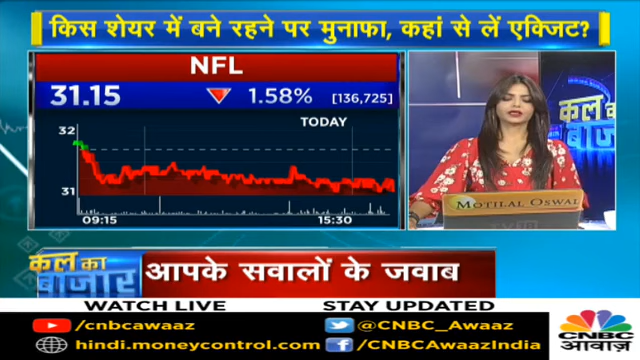 किस शेयर में बने रहने पर मुनाफा, कहां से लें एक्जिट?
NFL
31.15 1.58% [136,725]
TODAY
32
31
09:15 15:30
कल का
बाजार
MOTILAL OSWAL
कल का
बाजार
आपके सवालों के जवाब
WATCH LIVE STAY UPDATED
/cnbcawaaz @CNBC_Awaaz
hindi.moneycontrol.com/cnbcawaaz/ /CNBCAwaazIndia
CNBC
आवाज़